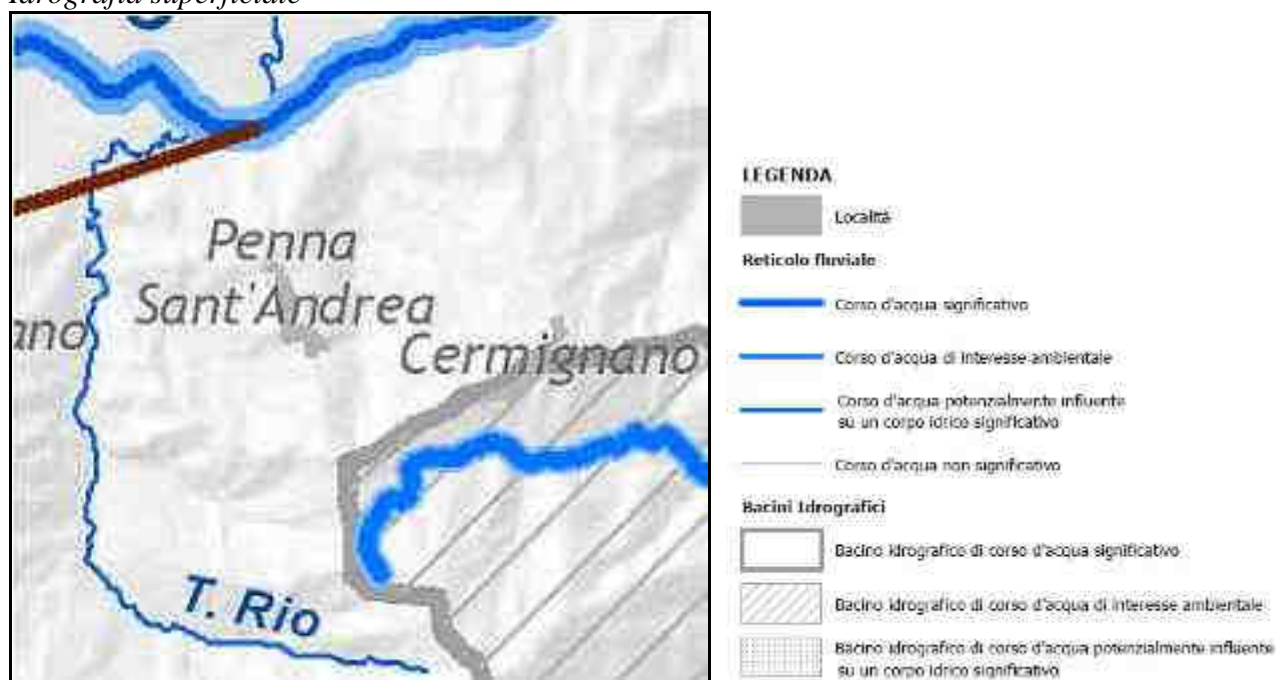 Idrografia superficiale
Penna
Sant'Andrea
ano
Cermignano
T. Rio
LEGENDA
Località
Reticolo fluviale
Corso d'acqua significativo
Corso d'acqua di interesse ambientale
Corso d'acqua potenzialmente influente
su un corpo idrico significativo
Corso d'acqua non significativo
Bacini Idrografici
Bacino idrografico di corso d'acqua significativo
Bacino idrografico di corso d'acqua di interesse ambientale
Bacino idrografico di corso d'acqua potenzialmente influente
su un corpo idrico significativo